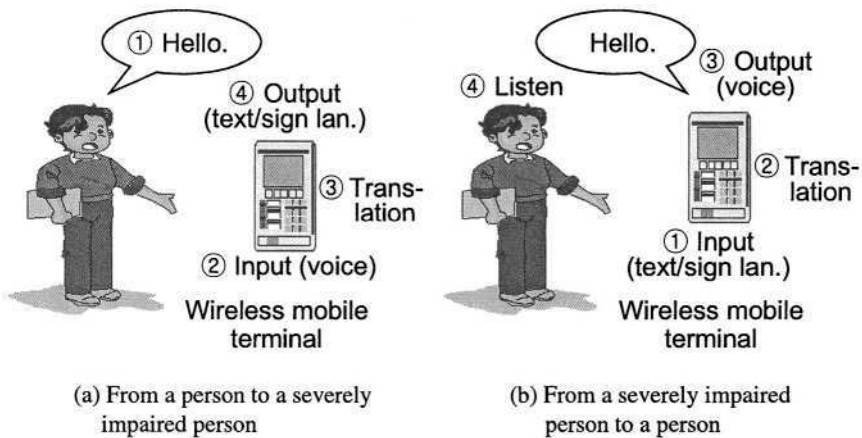 ① Hello.
④ Output
(text/sign lan.)
③ Trans-
lation
② Input (voice)
Wireless mobile
terminal
(a) From a person to a severely
impaired person
Hello.
③ Output
(voice)
④ Listen
② Trans-
lation
① Input
(text/sign lan.)
Wireless mobile
terminal
(b) From a severely impaired
person to a person